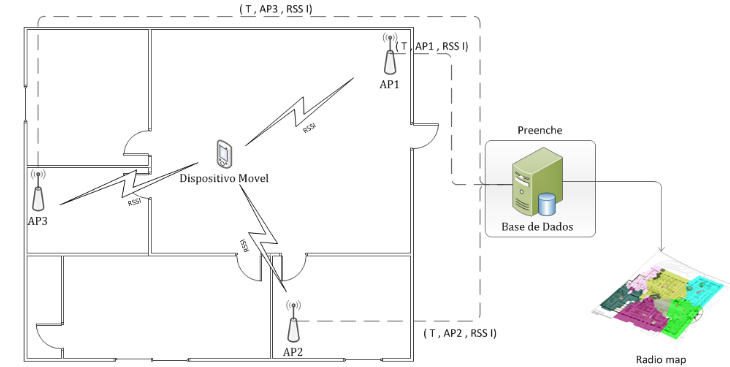 ( T , AP3 , RSS I)
( T , AP1 , RSS I)
AP1
RSSI
Preenche
Dispositivo Movel
RSSI
AP3
Base de Dados
RSSI
( T , AP2 , RSS I)
AP2
Radio map